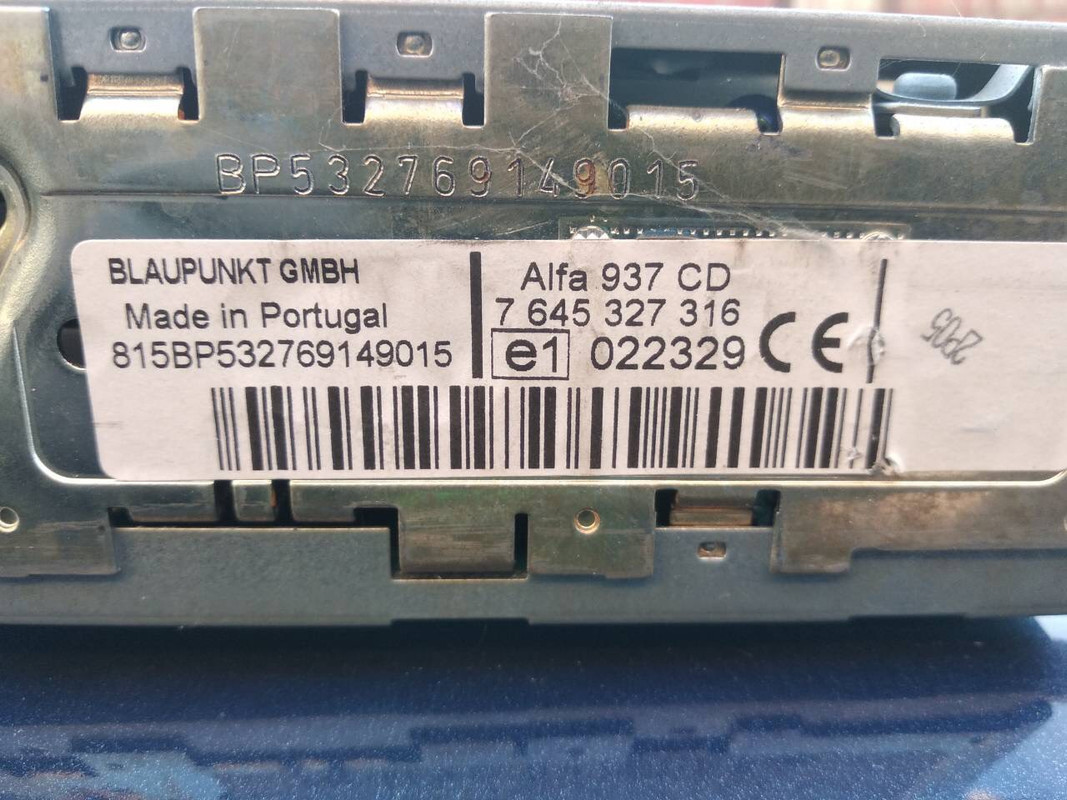 BP532769149015
BLAUPUNKT GMBH
Made in Portugal
815BP532769149015
Alfa 937 CD
7 645 327 316
e1 022329 CE